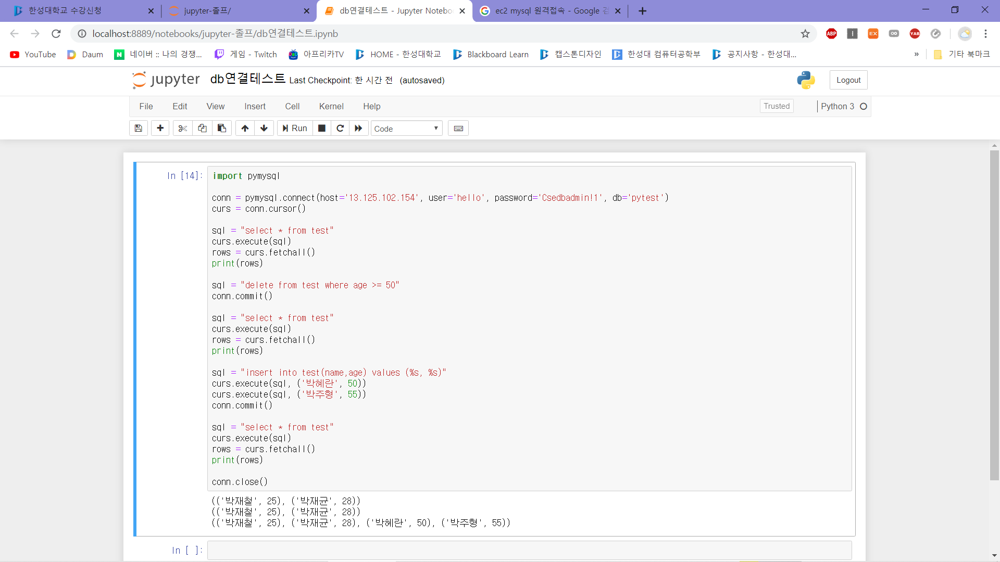 한성대학교 수강신청
jupyter-졸프/
db연결테스트 - Jupyter Notebo
ec2 mysql 원격접속 - Google 검
localhost:8889/notebooks/jupyter-졸프/db연결테스트.ipynb
ABP
I
EX
YAB
YouTube
Daum
네이버 :: 나의 경쟁...
게임 - Twitch
아프리카TV
HOME - 한성대학교
Blackboard Learn
캡스톤디자인
한성대 컴퓨터공학부
공지사항 - 한성대...
»
기타 북마크
jupyter
db연결테스트 Last Checkpoint: 한 시간 전 (autosaved)
Logout
File Edit View Insert Cell Kernel Help
Trusted
Python 3
Run
Code
In [14]:
import pymysql
conn = pymysql.connect(host='13.125.102.154', user='hello', password='Csedbadmin!1', db='pytest')
curs = conn.cursor()
sql = "select * from test"
curs.execute(sql)
rows = curs.fetchall()
print(rows)
sql = "delete from test where age >= 50"
conn.commit()
sql = "select * from test"
curs.execute(sql)
rows = curs.fetchall()
print(rows)
sql = "insert into test(name,age) values (%s, %s)"
curs.execute(sql, ('박혜란', 50))
curs.execute(sql, ('박주형', 55))
conn.commit()
sql = "select * from test"
curs.execute(sql)
rows = curs.fetchall()
print(rows)
conn.close()
(('박재철', 25), ('박재균', 28))
(('박재철', 25), ('박재균', 28))
(('박재철', 25), ('박재균', 28), ('박혜란', 50), ('박주형', 55))
In [ ]: